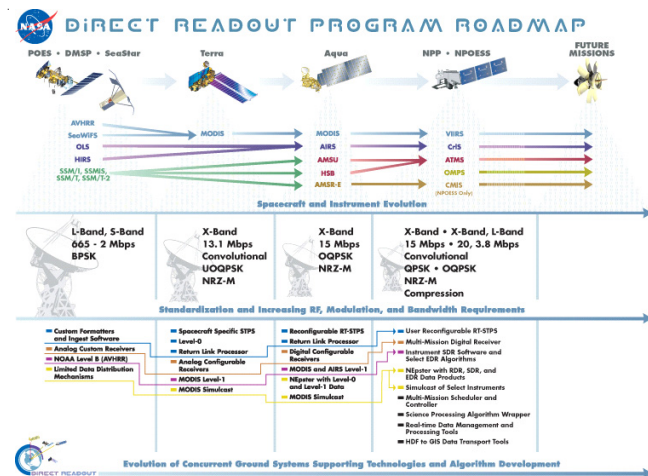 NASA
DiRECT READOUT PROGRAM ROADMAP
POES • DMSP • SeaStar
Terra
Aqua
NPP • NPOESS
FUTURE
MISSIONS
AVHRR
SeaWiFS
OLS
HIRS
SSM/I, SSMIS,
SSM/T, SSM/T-2
MODIS
MODIS
AIRS
AMSU
HSB
AMSR-E
VIIRS
CrIS
ATMS
OMPS
CMIS
(NPOESS Only)
Spacecraft and Instrument Evolution
L-Band, S-Band
665 - 2 Mbps
BPSK
X-Band
13.1 Mbps
Convolutional
UOQPSK
NRZ-M
X-Band
15 Mbps
OQPSK
NRZ-M
X-Band • X-Band, L-Band
15 Mbps • 20, 3.8 Mbps
Convolutional
QPSK • OQPSK
NRZ-M
Compression
Standardization and Increasing RF, Modulation, and Bandwidth Requirements
Custom Formatters
and Ingest Software
Analog Custom Receivers
NOAA Level B (AVHRR)
Limited Data Distribution
Mechanisms
Spacecraft Specific STPS
Level-0
Return Link Processor
Analog Configurable
Receivers
MODIS Level-1
MODIS Simulcast
Reconfigurable RT-STPS
Return Link Processor
Digital Configurable
Receivers
MODIS and AIRS Level-1
NEpster with Level-0
and Level-1 Data
MODIS Simulcast
User Reconfigurable RT-STPS
Multi-Mission Digital Receiver
Instrument SDR Software and
Select EDR Algorithms
NEpster with RDR, SDR, and
EDR Data Products
Simulcast of Select Instruments
Multi-Mission Scheduler and
Controller
Science Processing Algorithm Wrapper
Real-time Data Management and
Processing Tools
HDF to GIS Data Transport Tools
DIRECT READOUT
Evolution of Concurrent Ground Systems Supporting Technologies and Algorithm Development